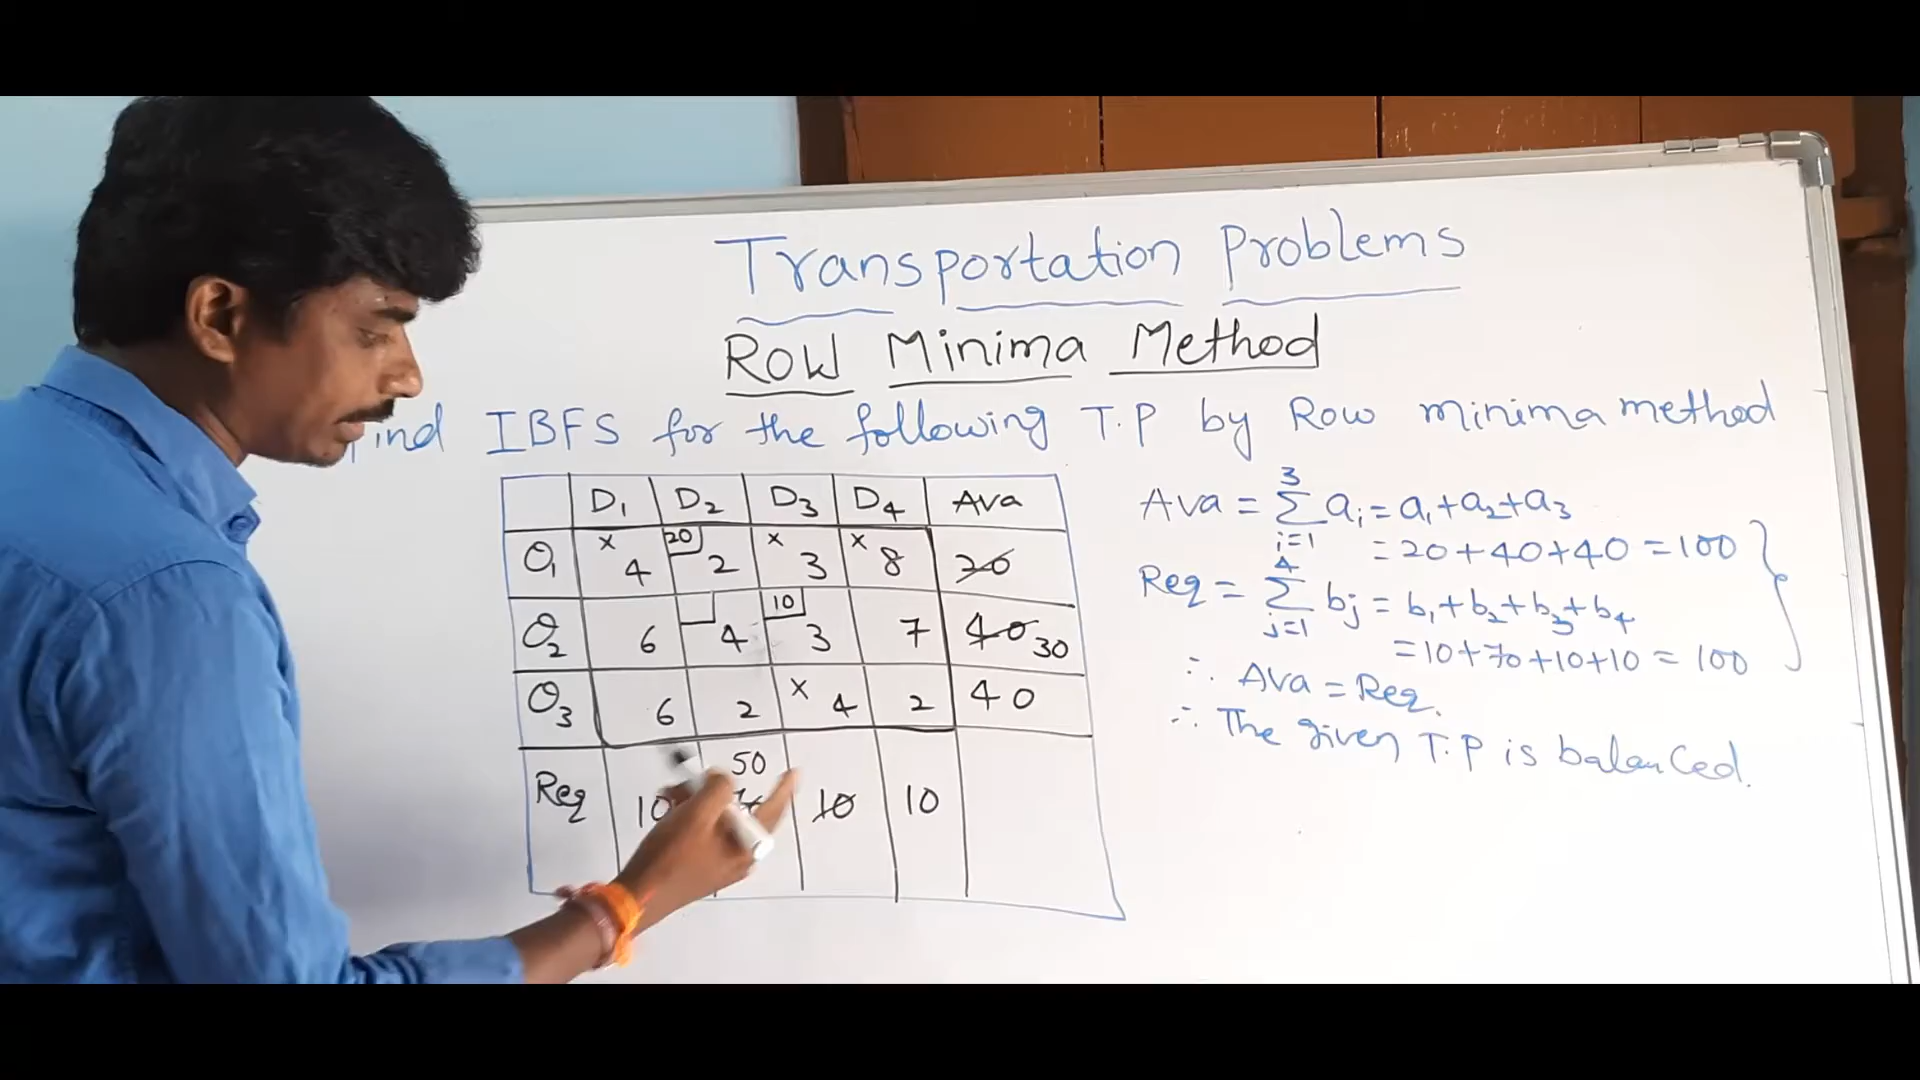 Transportation Problems
Row Minima Method
ind IBFS for the following T.P by Row minima method
D1 D2 D3 D4 Ava
O1 x 4 20 2 x 3 x 8 20
O2 6 4 10 3 7 40 30
O3 6 2 x 4 2 40
Req 10 50 10 10
Ava = 3 Σ i=1 ai = a1+a2+a3
= 20+40+40 = 100
Req = 4 Σ j=1 bj = b1+b2+b3+b4
= 10+70+10+10 = 100
∴ Ava = Req.
∴ The given T.P is balanced.